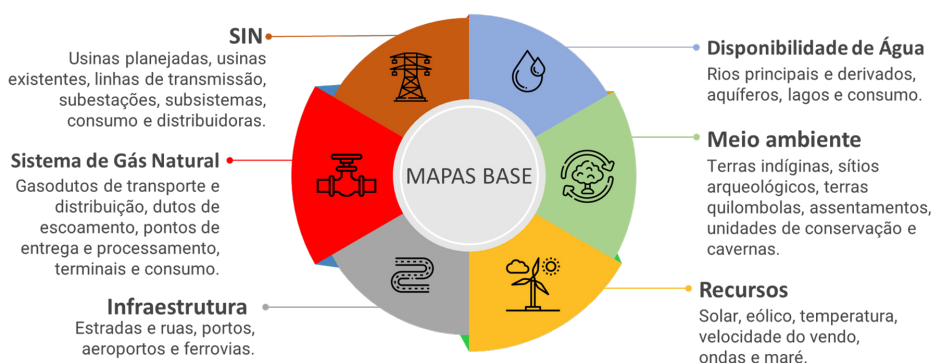 SIN
Usinas planejadas, usinas
existentes, linhas de transmissão,
subestações, subsistemas,
consumo e distribuidoras.
Sistema de Gás Natural
Gasodutos de transporte e
distribuição, dutos de
escoamento, pontos de
entrega e processamento,
terminais e consumo.
Infraestrutura
Estradas e ruas, portos,
aeroportos e ferrovias.
MAPAS BASE
Disponibilidade de Água
Rios principais e derivados,
aquíferos, lagos e consumo.
Meio ambiente
Terras indíginas, sítios
arqueológicos, terras
quilombolas, assentamentos,
unidades de conservação e
cavernas.
Recursos
Solar, eólico, temperatura,
velocidade do vendo,
ondas e maré.